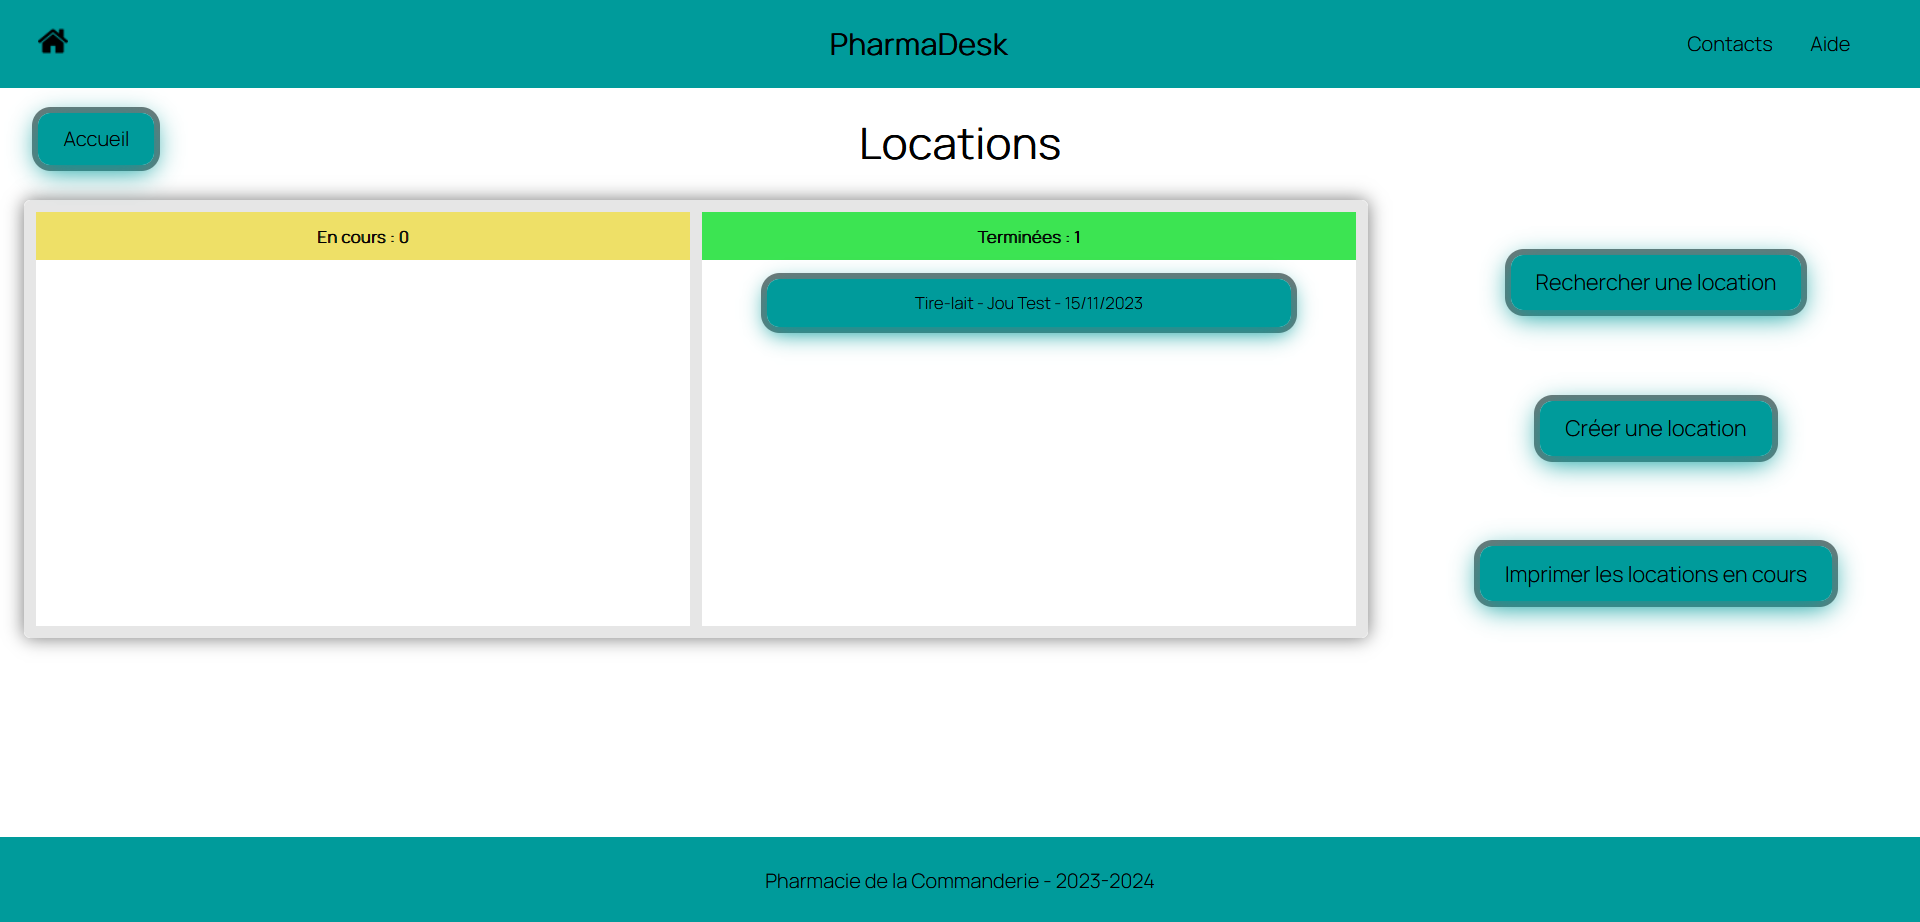 PharmaDesk
Contacts
Aide
Accueil
Locations
En cours : 0
Terminées : 1
Tire-lait - Jou Test - 15/11/2023
Rechercher une location
Créer une location
Imprimer les locations en cours
Pharmacie de la Commanderie - 2023-2024